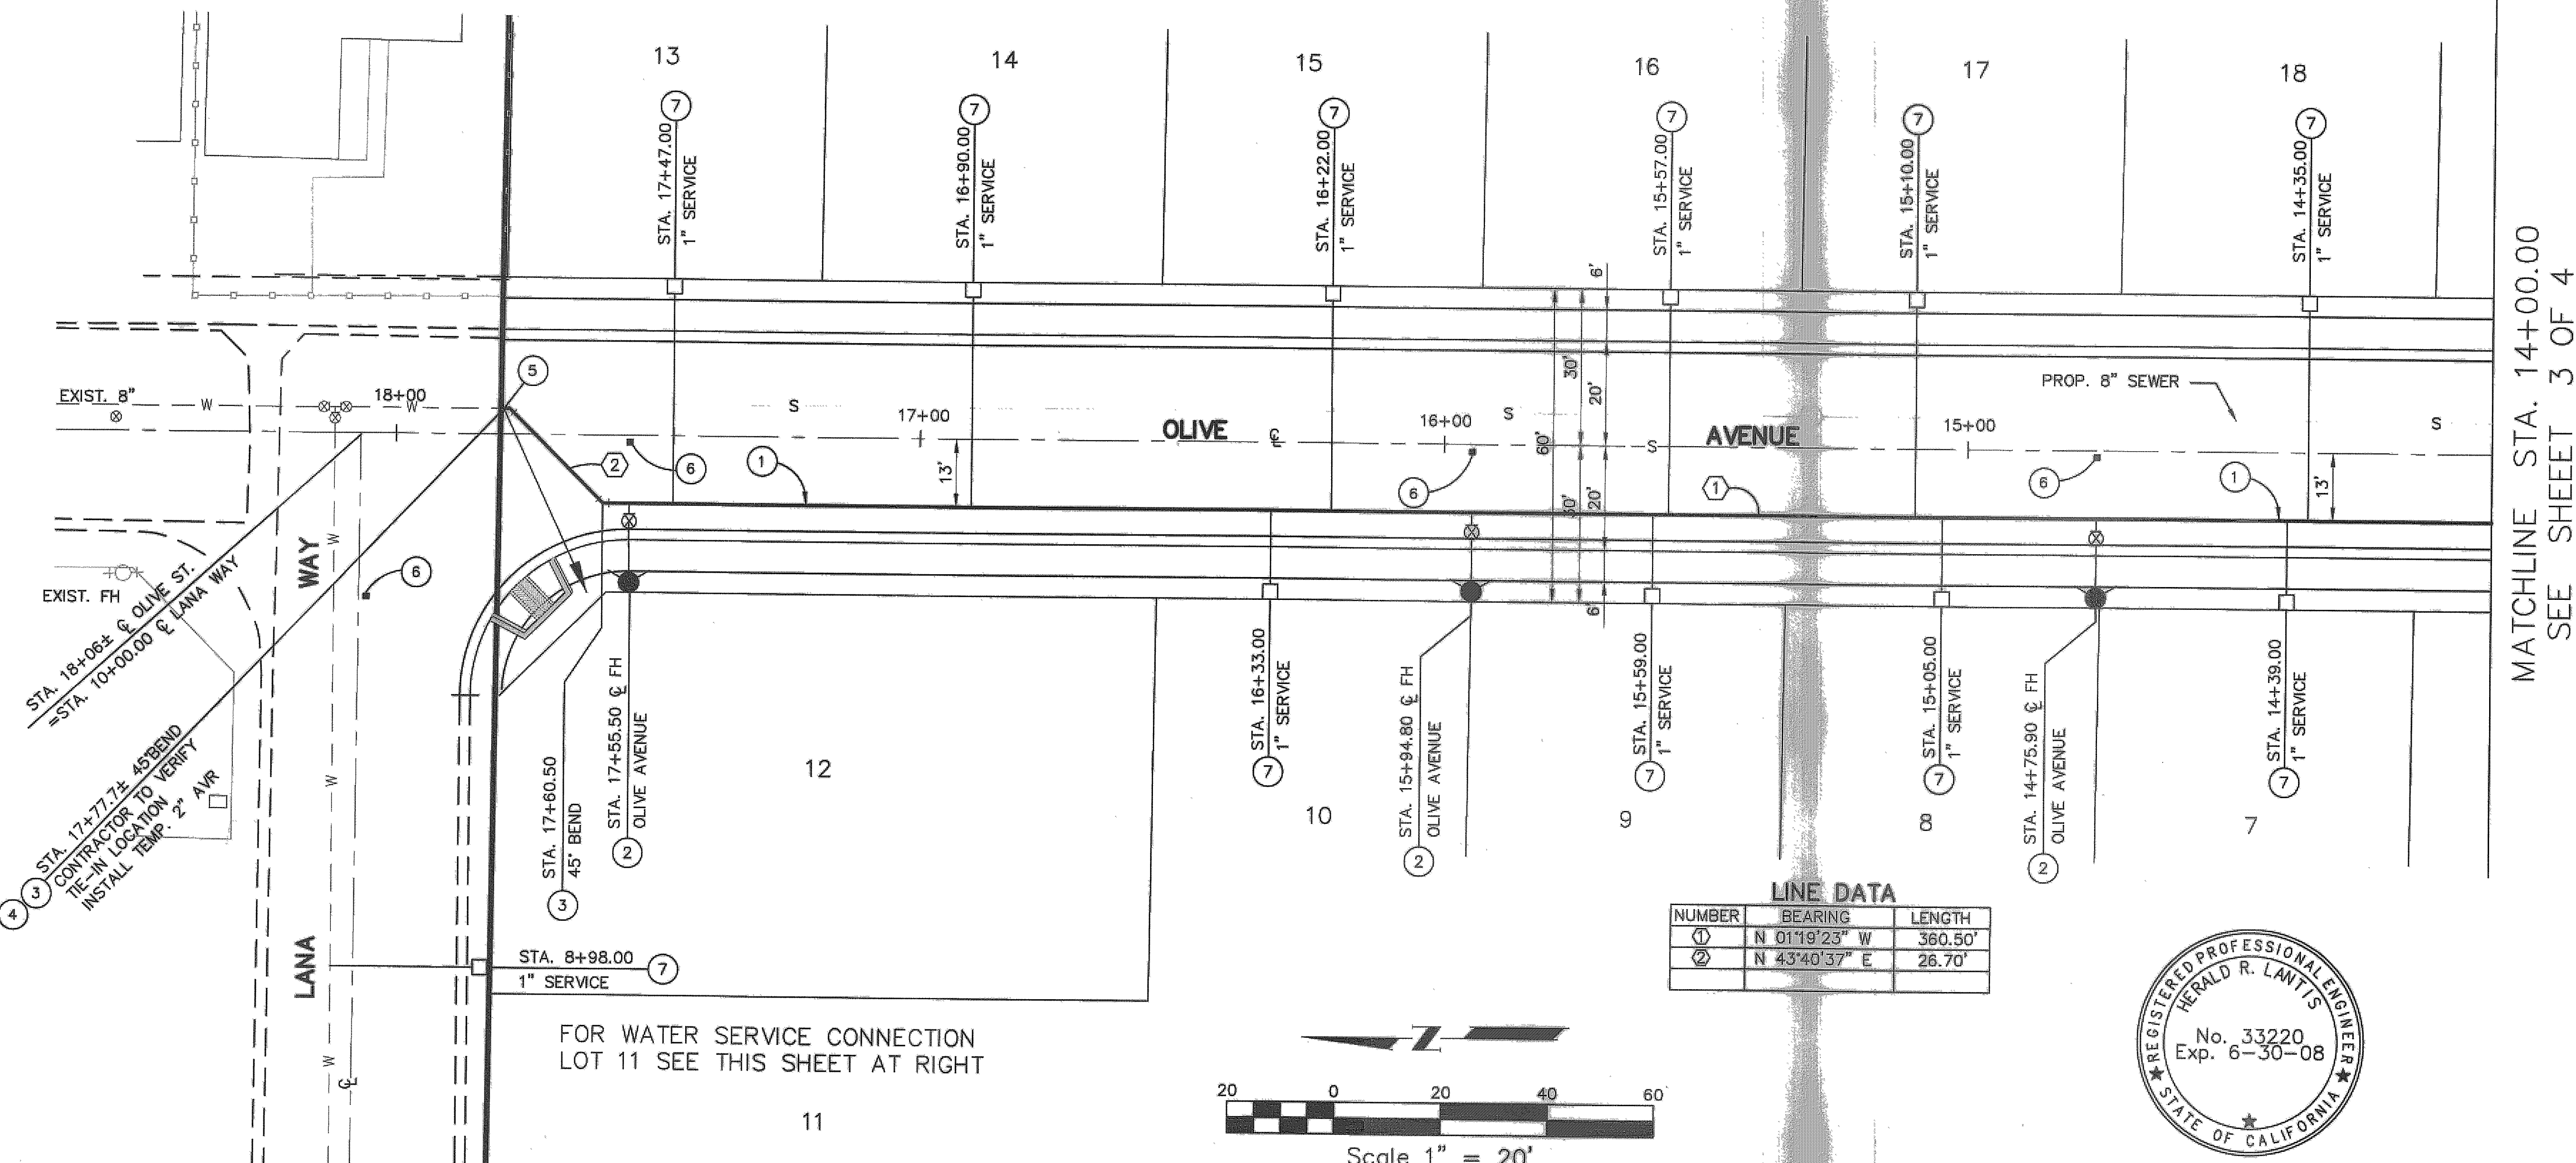 13
14
15
16
17
18
7
STA. 17+47.00
1" SERVICE
7
STA. 16+90.00
1" SERVICE
7
STA. 16+22.00
1" SERVICE
7
STA. 15+57.00
1" SERVICE
7
STA. 15+10.00
1" SERVICE
7
STA. 14+35.00
1" SERVICE
MATCHLINE STA. 14+00.00
SEE SHEET 3 OF 4
6'
30'
20'
60'
30'
20'
6'
EXIST. 8"
W
18+00
W
5
S
17+00
OLIVE
℄
16+00
S
S
AVENUE
15+00
PROP. 8" SEWER
S
2
6
1
13'
6
1
6
1
13'
WAY
W
6
EXIST. FH
STA. 18+06± ℄ OLIVE ST.
=STA. 10+00.00 ℄ LANA WAY
4
3
STA. 17+77.7± 45°BEND
CONTRACTOR TO VERIFY
TIE-IN LOCATION
INSTALL TEMP. 2" AVR
W
W
℄
LANA
STA. 17+60.50
45° BEND
3
STA. 17+55.50 ℄ FH
OLIVE AVENUE
2
12
STA. 16+33.00
1" SERVICE
7
10
STA. 15+94.80 ℄ FH
OLIVE AVENUE
2
STA. 15+59.00
1" SERVICE
7
9
STA. 15+05.00
1" SERVICE
7
8
STA. 14+75.90 ℄ FH
OLIVE AVENUE
2
STA. 14+39.00
1" SERVICE
7
7
STA. 8+98.00
1" SERVICE
7
FOR WATER SERVICE CONNECTION
LOT 11 SEE THIS SHEET AT RIGHT
11
LINE DATA
NUMBER BEARING LENGTH
1 N 01°19'23" W 360.50'
2 N 43°40'37" E 26.70'
Z
20 0 20 40 60
Scale 1" = 20'
REGISTERED PROFESSIONAL ENGINEER
HERALD R. LANTIS
No. 33220
Exp. 6-30-08
STATE OF CALIFORNIA